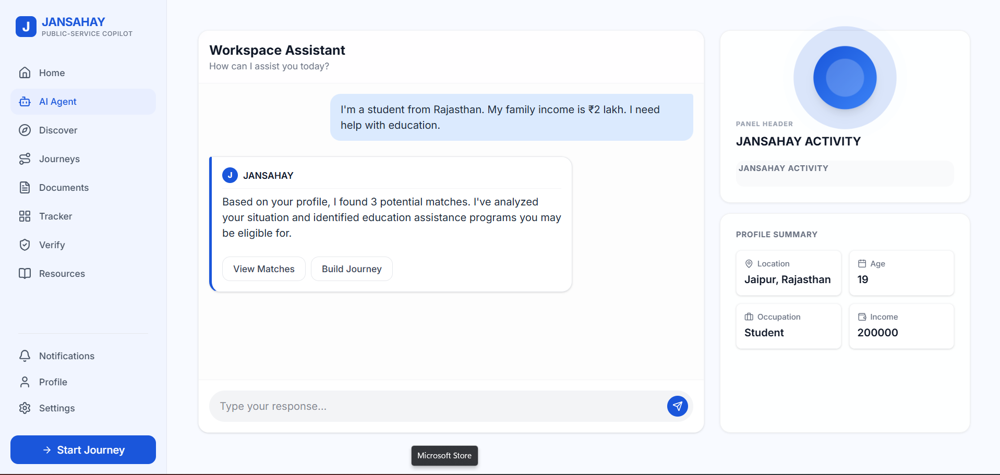 J
JANSAHAY
PUBLIC-SERVICE COPILOT
Home
AI Agent
Discover
Journeys
Documents
Tracker
Verify
Resources
Notifications
Profile
Settings
→ Start Journey
Workspace Assistant
How can I assist you today?
I'm a student from Rajasthan. My family income is ₹2 lakh. I need
help with education.
J JANSAHAY
Based on your profile, I found 3 potential matches. I've analyzed
your situation and identified education assistance programs you may
be eligible for.
View Matches
Build Journey
Type your response...
PANEL HEADER
JANSAHAY ACTIVITY
JANSAHAY ACTIVITY
PROFILE SUMMARY
Location
Jaipur, Rajasthan
Age
19
Occupation
Student
Income
200000
Microsoft Store